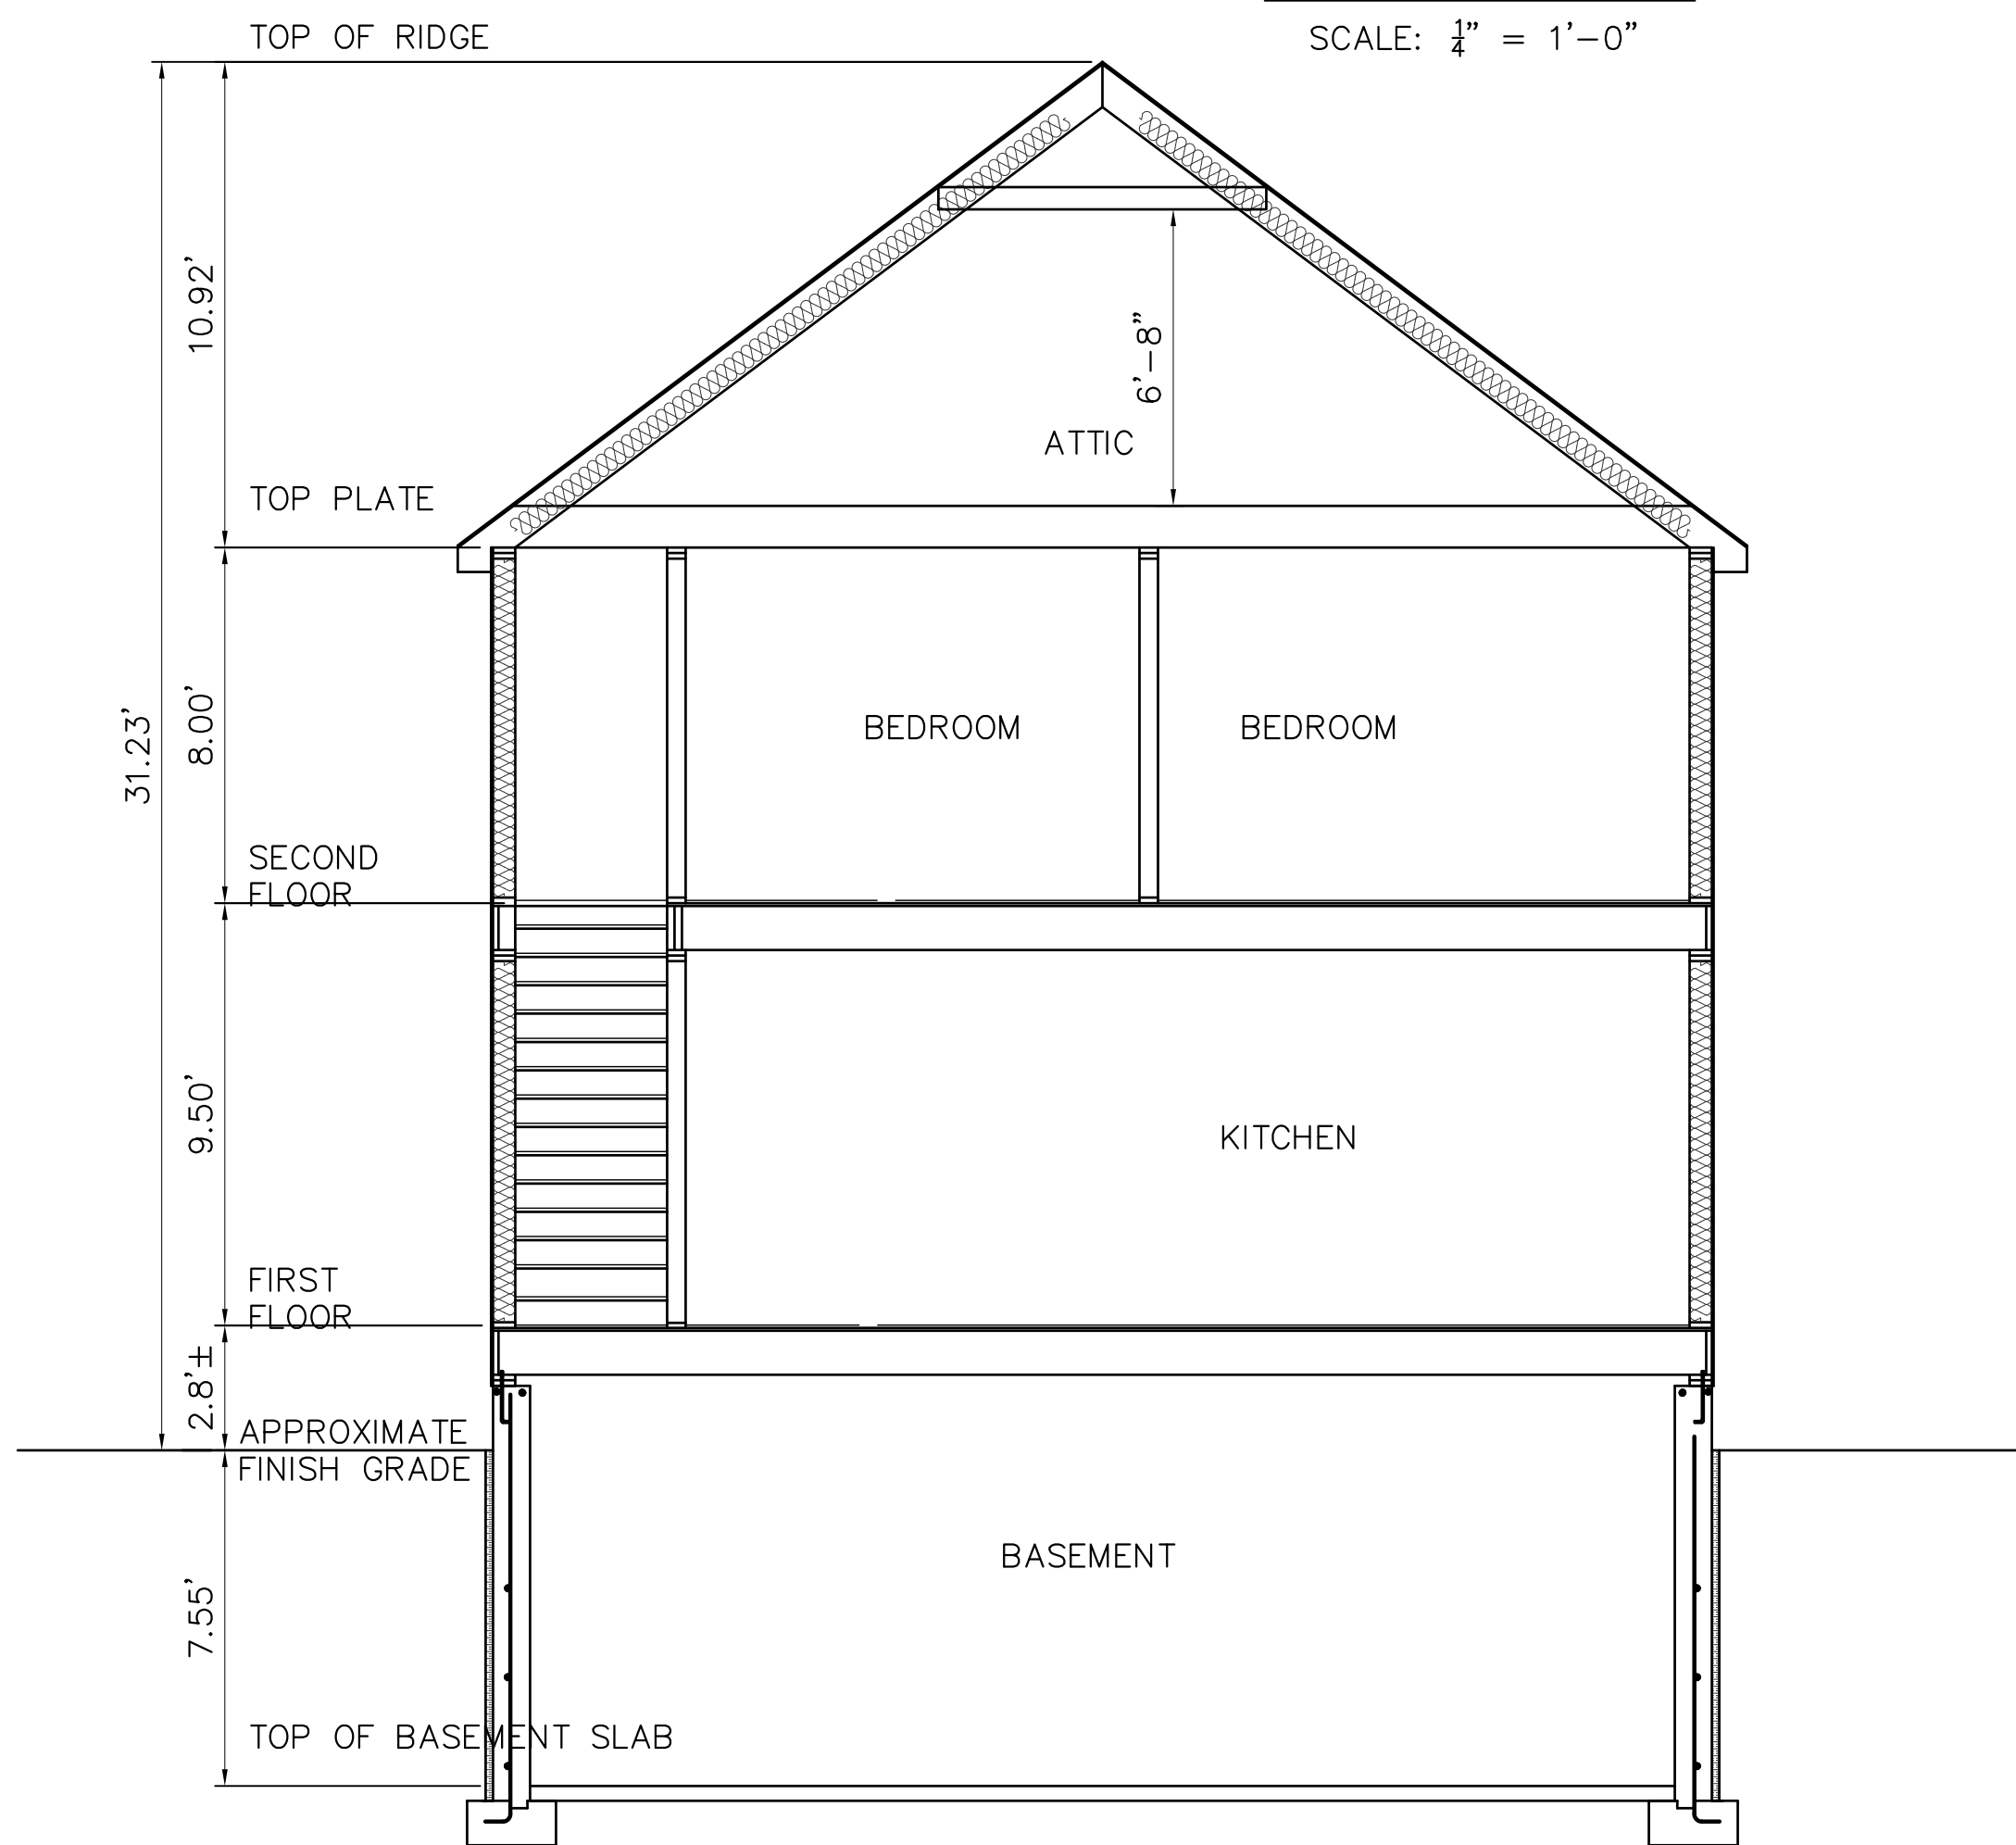 SCALE: 1/4" = 1'-0"
TOP OF RIDGE
10.92'
6'-8"
ATTIC
TOP PLATE
31.23'
8.00'
BEDROOM
BEDROOM
SECOND
FLOOR
9.50'
KITCHEN
FIRST
FLOOR
2.8'±
APPROXIMATE
FINISH GRADE
BASEMENT
7.55'
TOP OF BASEMENT SLAB